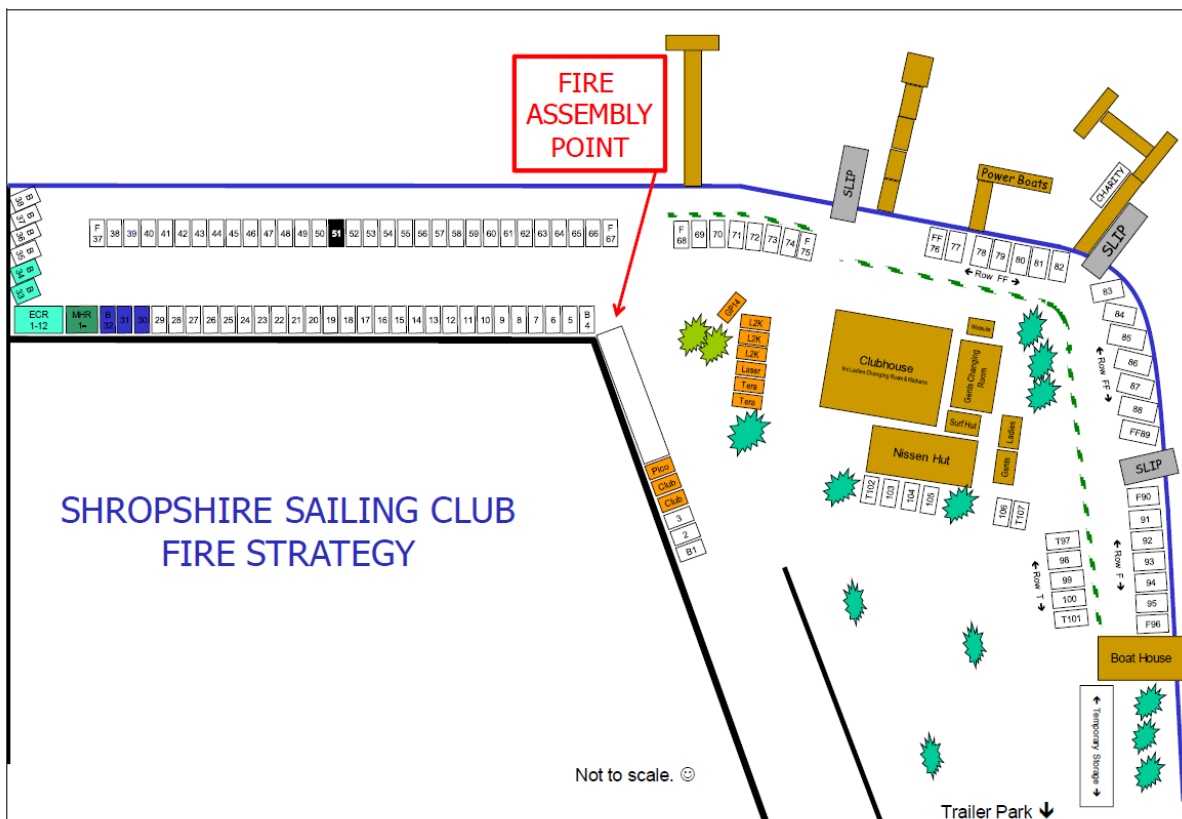 FIRE
ASSEMBLY
POINT
SLIP
Power Boats
CHARITY
SLIP
B 38
B 37
B 36
B 35
B 34
B 33
F 37 38 39 40 41 42 43 44 45 46 47 48 49 50 51 52 53 54 55 56 57 58 59 60 61 62 63 64 65 66 F 67
F 68 69 70 71 72 73 74 F 75
FF 76 77 78 79 80 81 82
← Row FF →
83
84
85
86
87
88
FF89
← Row FF →
ECR
1-12
MHR
1=
B 32 31 30 29 28 27 26 25 24 23 22 21 20 19 18 17 16 15 14 13 12 11 10 9 8 7 6 5 B 4
GP14
L2K
L2K
L2K
Laser
Tera
Tera
Clubhouse
Gents Changing
Room
Surf Hut
Ladies
Gents
Nissen Hut
SLIP
Pico
Club
Club
3
2
B1
T102 103 104 105
106 T107
F90
91
92
93
94
95
F96
← Row F →
T97
98
99
100
T101
← Row T →
SHROPSHIRE SAILING CLUB
FIRE STRATEGY
Boat House
← Temporary Storage →
Not to scale. ☺
Trailer Park ↓